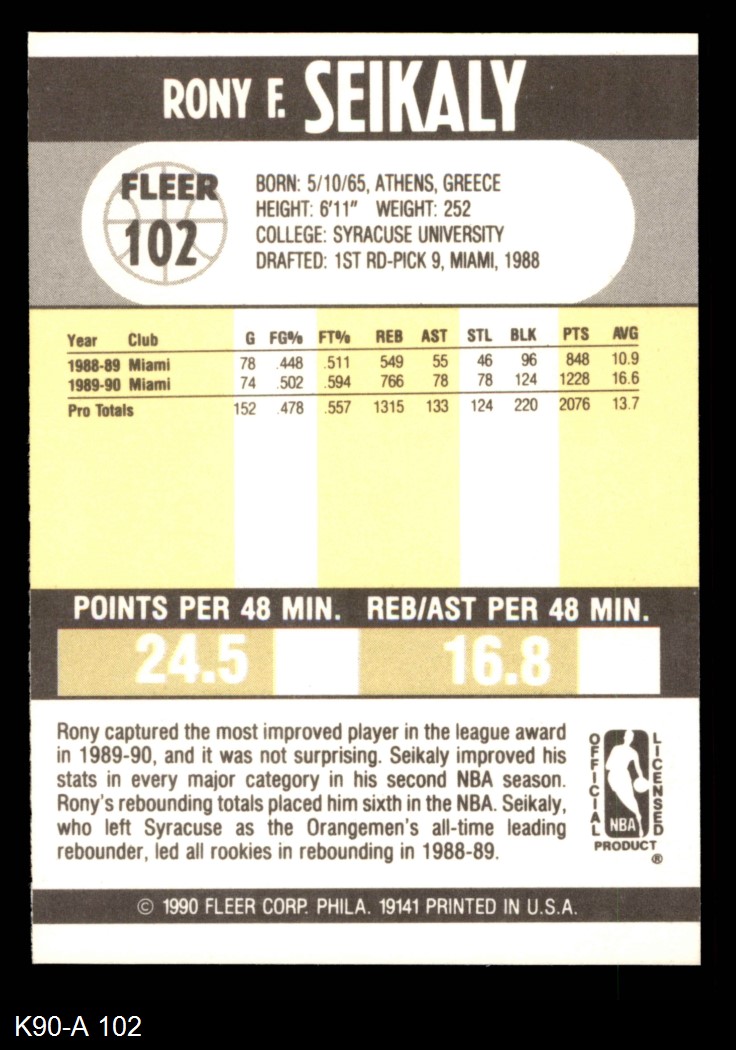 RONY F. SEIKALY
FLEER
102
BORN: 5/10/65, ATHENS, GREECE
HEIGHT: 6'11" WEIGHT: 252
COLLEGE: SYRACUSE UNIVERSITY
DRAFTED: 1ST RD-PICK 9, MIAMI, 1988
Year Club G FG% FT% REB AST STL BLK PTS AVG
1988-89 Miami 78 .448 .511 549 55 46 96 848 10.9
1989-90 Miami 74 .502 .594 766 78 78 124 1228 16.6
Pro Totals 152 .478 .557 1315 133 124 220 2076 13.7
POINTS PER 48 MIN. REB/AST PER 48 MIN.
24.5 16.8
Rony captured the most improved player in the league award
in 1989-90, and it was not surprising. Seikaly improved his
stats in every major category in his second NBA season.
Rony's rebounding totals placed him sixth in the NBA. Seikaly,
who left Syracuse as the Orangemen's all-time leading
rebounder, led all rookies in rebounding in 1988-89.
OFFICIAL
NBA
LICENSED
PRODUCT
®
© 1990 FLEER CORP. PHILA. 19141 PRINTED IN U.S.A.
K90-A 102